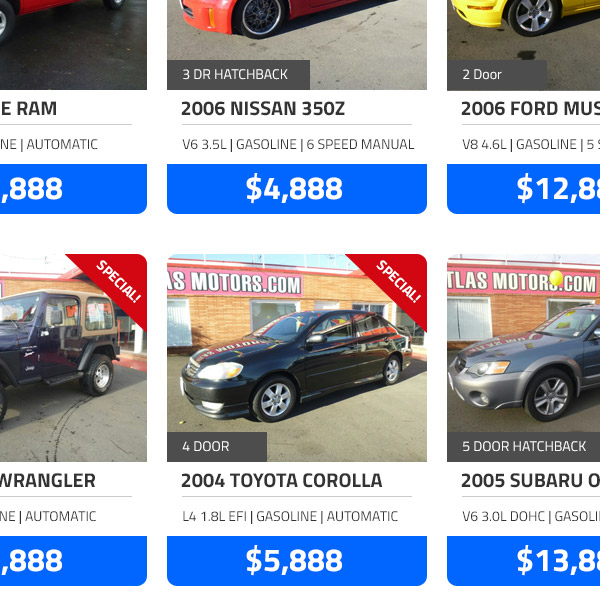 3 DR HATCHBACK
2 Door
E RAM
2006 NISSAN 350Z
2006 FORD MUS
NE | AUTOMATIC
V6 3.5L | GASOLINE | 6 SPEED MANUAL
V8 4.6L | GASOLINE | 5
,888
$4,888
$12,8
SPECIAL!
SPECIAL!
.COM
TLAS MOTORS.COM
TLAS MOTORS.COM
Jeep
4 DOOR
5 DOOR HATCHBACK
WRANGLER
2004 TOYOTA COROLLA
2005 SUBARU O
NE | AUTOMATIC
L4 1.8L EFI | GASOLINE | AUTOMATIC
V6 3.0L DOHC | GASOLI
,888
$5,888
$13,8